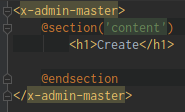 <x-admin-master>
@section('content')
<h1>Create</h1>
@endsection
</x-admin-master>